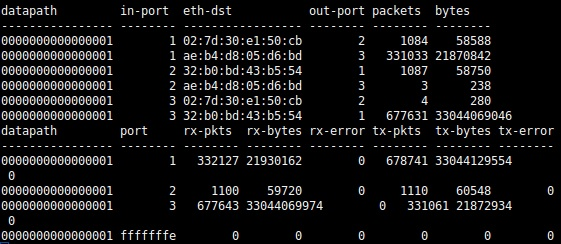 datapath in-port eth-dst out-port packets bytes
---------------- -------- ----------------- -------- -------- --------
0000000000000001 1 02:7d:30:e1:50:cb 2 1084 58588
0000000000000001 1 ae:b4:d8:05:d6:bd 3 331033 21870842
0000000000000001 2 32:b0:bd:43:b5:54 1 1087 58750
0000000000000001 2 ae:b4:d8:05:d6:bd 3 3 238
0000000000000001 3 02:7d:30:e1:50:cb 2 4 280
0000000000000001 3 32:b0:bd:43:b5:54 1 677631 33044069046
datapath port rx-pkts rx-bytes rx-error tx-pkts tx-bytes tx-error
---------------- -------- -------- -------- -------- -------- -------- --------
0000000000000001 1 332127 21930162 0 678741 33044129554
0
0000000000000001 2 1100 59720 0 1110 60548 0
0000000000000001 3 677643 33044069974 0 331061 21872934
0
0000000000000001 fffffffe 0 0 0 0 0 0